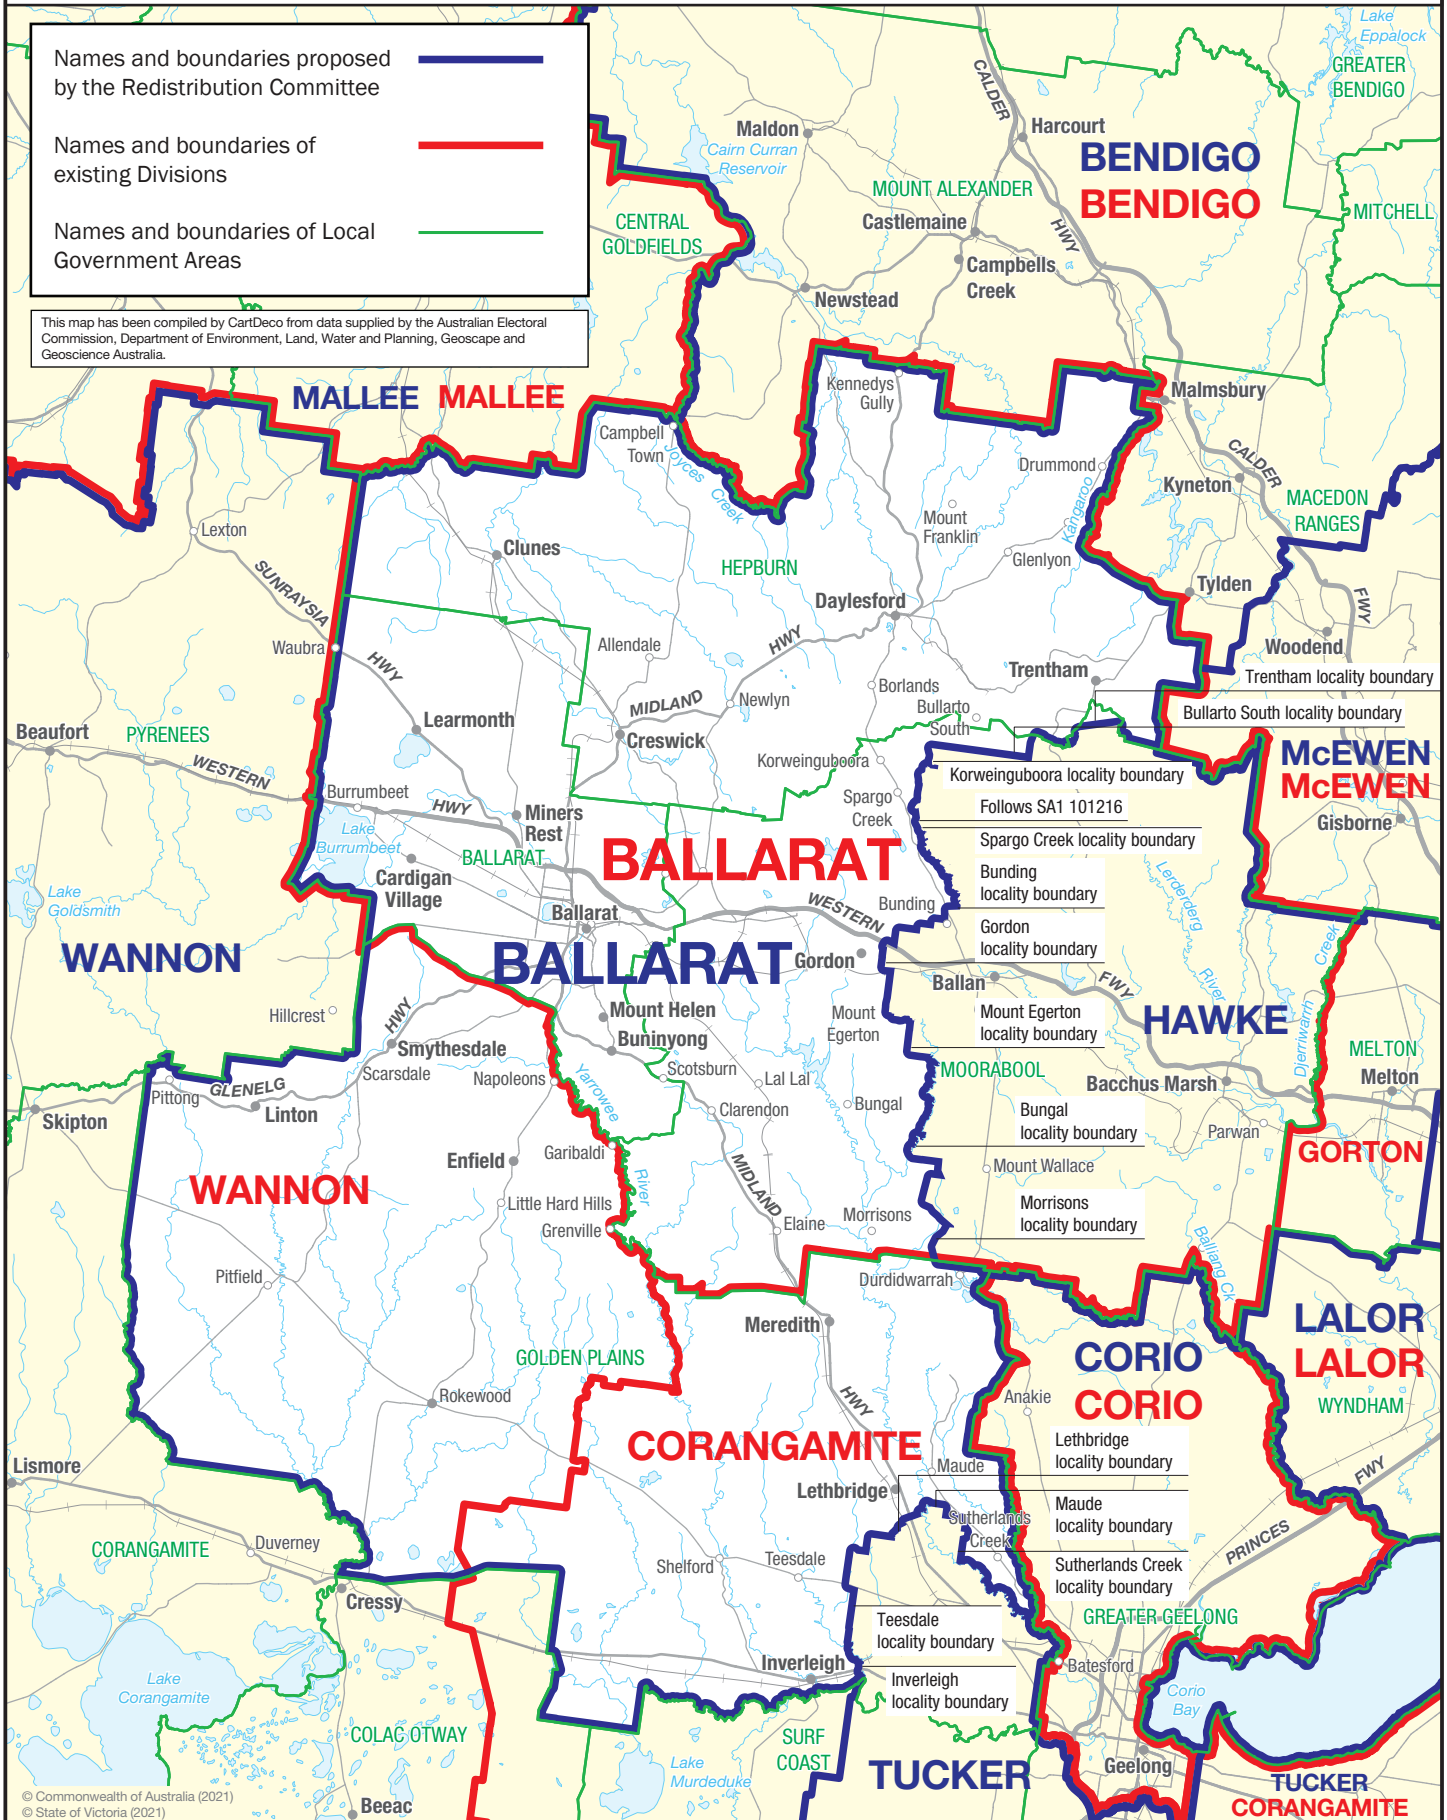 Names and boundaries proposed
by the Redistribution Committee
Names and boundaries of
existing Divisions
Names and boundaries of Local
Government Areas
This map has been compiled by CartDeco from data supplied by the Australian Electoral
Commission, Department of Environment, Land, Water and Planning, Geoscape and
Geoscience Australia.
Lake
Eppalock
GREATER
BENDIGO
CALDER
HWY
Harcourt
BENDIGO
BENDIGO
Maldon
Cairn Curran
Reservoir
MOUNT ALEXANDER
MITCHELL
CENTRAL
GOLDFIELDS
Castlemaine
Campbells
Creek
Newstead
MALLEE
MALLEE
Kennedys
Gully
Malmsbury
Campbell
Town
Joyces Creek
Drummond
CALDER
FWY
Kyneton
MACEDON
RANGES
Lexton
Mount
Franklin
Kangaroo
Glenlyon
Clunes
HEPBURN
SUNRAYSIA
HWY
Tylden
Daylesford
Woodend
Waubra
Allendale
HWY
Trentham
Trentham locality boundary
Borlands
Bullarto
South
Bullarto South locality boundary
MIDLAND
Newlyn
Learmonth
Beaufort
PYRENEES
Creswick
WESTERN
HWY
Korweinguboora
Korweinguboora locality boundary
McEWEN
McEWEN
Burrumbeet
Spargo
Creek
Follows SA1 101216
Gisborne
Miners
Rest
Lake
Burrumbeet
BALLARAT
BALLARAT
Spargo Creek locality boundary
Cardigan
Village
Bunding
locality boundary
Lerderderg
River
Lake
Goldsmith
Ballarat
WESTERN
FWY
Bunding
Gordon
locality boundary
WANNON
BALLARAT
Gordon
Ballan
Djerriwarrh
Creek
Hillcrest
HWY
Mount Helen
Mount
Egerton
Mount Egerton
locality boundary
HAWKE
Buninyong
Smythesdale
MELTON
Scarsdale
Napoleons
Scotsburn
Lal Lal
MOORABOOL
Bacchus Marsh
Melton
Pittong
GLENELG
Linton
Yarrowee
River
Clarendon
Bungal
Bungal
locality boundary
Skipton
Parwan
Garibaldi
GORTON
Enfield
Mount Wallace
WANNON
MIDLAND
HWY
Little Hard Hills
Morrisons
locality boundary
Grenville
Elaine
Morrisons
Balliang Ck
Pitfield
Durdidwarrah
Meredith
LALOR
LALOR
GOLDEN PLAINS
CORIO
CORIO
Rokewood
Anakie
WYNDHAM
CORANGAMITE
Lethbridge
locality boundary
Lismore
Maude
Lethbridge
Maude
locality boundary
FWY
Sutherlands
Creek
PRINCES
Duverney
CORANGAMITE
Shelford
Teesdale
Sutherlands Creek
locality boundary
Cressy
GREATER GEELONG
Teesdale
locality boundary
Inverleigh
Batesford
Inverleigh
locality boundary
Lake
Corangamite
Corio
Bay
COLAC OTWAY
SURF
COAST
Lake
Murdeduke
TUCKER
Geelong
TUCKER
CORANGAMITE
Beeac
© Commonwealth of Australia (2021)
© State of Victoria (2021)